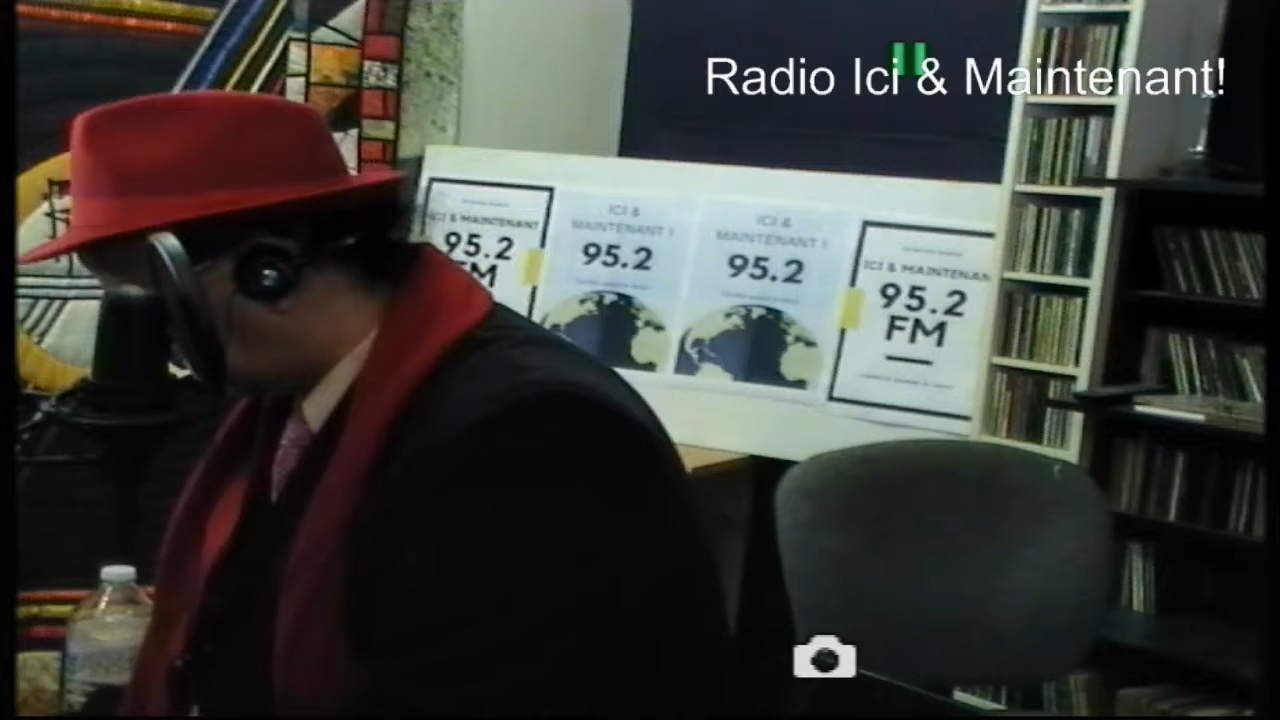 Radio Ici & Maintenant!
ICI & MAINTENANT
95.2
FM
ICI &
MAINTENANT !
95.2
ICI &
MAINTENANT !
95.2
ICI & MAINTENAN
95.2
FM